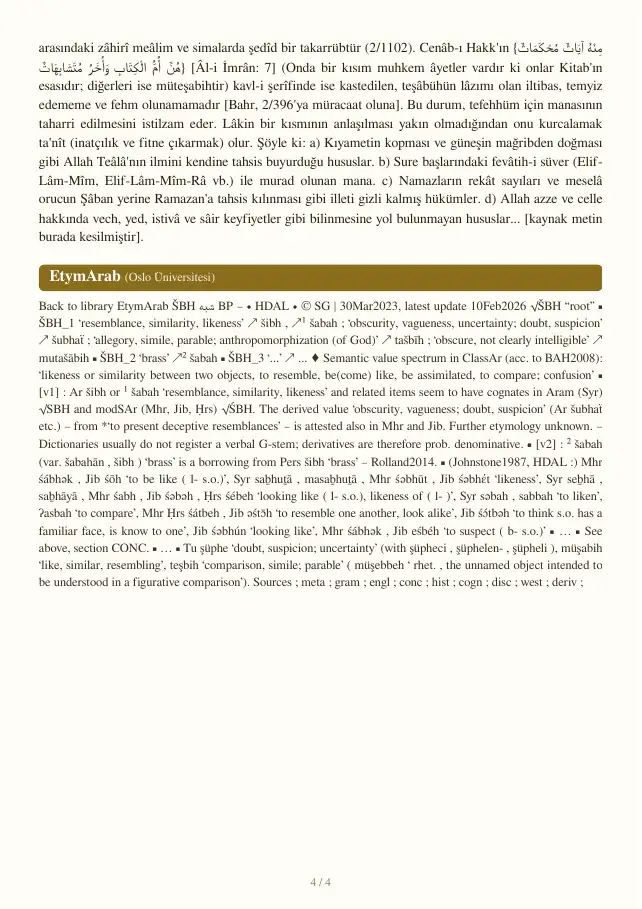 arasındaki zâhirî meâlim ve simalarda şedîd bir takarrübtür (2/1102). Cenâb-ı Hakk'ın {مِنْهُ آيَاتٌ مُحْكَمَاتٌ
هُنَّ أُمُّ الْكِتَابِ وَأُخَرُ مُتَشَابِهَاتٌ} [Âl-i İmrân: 7] (Onda bir kısım muhkem âyetler vardır ki onlar Kitab'ın
esasıdır; diğerleri ise müteşabihtir) kavl-i şerîfinde ise kastedilen, teşâbühün lâzımı olan iltibas, temyiz
edememe ve fehm olunamamadır [Bahr, 2/396'ya müracaat oluna]. Bu durum, tefehhüm için manasının
taharri edilmesini istilzam eder. Lâkin bir kısmının anlaşılması yakın olmadığından onu kurcalamak
ta'nît (inatçılık ve fitne çıkarmak) olur. Şöyle ki: a) Kıyametin kopması ve güneşin mağribden doğması
gibi Allah Teâlâ'nın ilmini kendine tahsis buyurduğu hususlar. b) Sure başlarındaki fevâtih-i süver (Elif-
Lâm-Mîm, Elif-Lâm-Mîm-Râ vb.) ile murad olunan mana. c) Namazların rekât sayıları ve meselâ
orucun Şâban yerine Ramazan'a tahsis kılınması gibi illeti gizli kalmış hükümler. d) Allah azze ve celle
hakkında vech, yed, istivâ ve sâir keyfiyetler gibi bilinmesine yol bulunmayan hususlar... [kaynak metin
burada kesilmiştir].
EtymArab (Oslo Üniversitesi)
Back to library EtymArab ŠBH شبه BP – • HDAL • © SG | 30Mar2023, latest update 10Feb2026 √ŠBH “root” ▪
ŠBH_1 ‘resemblance, similarity, likeness’ ↗ šibh , ↗¹ šabah ; ‘obscurity, vagueness, uncertainty; doubt, suspicion’
↗ šubhaẗ ; ‘allegory, simile, parable; anthropomorphization (of God)’ ↗ tašbīh ; ‘obscure, not clearly intelligible’ ↗
mutašābih ▪ ŠBH_2 ‘brass’ ↗² šabah ▪ ŠBH_3 ‘...’ ↗ ... ♦ Semantic value spectrum in ClassAr (acc. to BAH2008):
‘likeness or similarity between two objects, to resemble, be(come) like, be assimilated, to compare; confusion’ ▪
[v1] : Ar šibh or ¹ šabah ‘resemblance, similarity, likeness’ and related items seem to have cognates in Aram (Syr)
√SBH and modSAr (Mhr, Jib, Ḥrs) √ŚBH. The derived value ‘obscurity, vagueness; doubt, suspicion’ (Ar šubhaẗ
etc.) – from *‘to present deceptive resemblances’ – is attested also in Mhr and Jib. Further etymology unknown. –
Dictionaries usually do not register a verbal G-stem; derivatives are therefore prob. denominative. ▪ [v2] : ² šabah
(var. šabahān , šibh ) ‘brass’ is a borrowing from Pers šibh ‘brass’ – Rolland2014. ▪ (Johnstone1987, HDAL :) Mhr
śábhək , Jib śōh ‘to be like ( l- s.o.)’, Syr saḇhuṯā , masaḇhuṯā , Mhr śəbhūt , Jib śəbhέt ‘likeness’, Syr seḇhā ,
saḇhāyā , Mhr śabh , Jib śəbəh , Ḥrs śébeh ‘looking like ( l- s.o.), likeness of ( l- )’, Syr səbah , sabbah ‘to liken’,
ʔasbah ‘to compare’, Mhr Ḥrs śátbeh , Jib əśtōh ‘to resemble one another, look alike’, Jib śótbəh ‘to think s.o. has a
familiar face, is know to one’, Jib śəbhún ‘looking like’, Mhr śábhək , Jib eśbéh ‘to suspect ( b- s.o.)’ ▪ … ▪ See
above, section CONC. ▪ … ▪ Tu şüphe ‘doubt, suspicion; uncertainty’ (with şüpheci , şüphelen- , şüpheli ), müşabih
‘like, similar, resembling’, teşbih ‘comparison, simile; parable’ ( müşebbeh ‘ rhet. , the unnamed object intended to
be understood in a figurative comparison’). Sources ; meta ; gram ; engl ; conc ; hist ; cogn ; disc ; west ; deriv ;
4 / 4